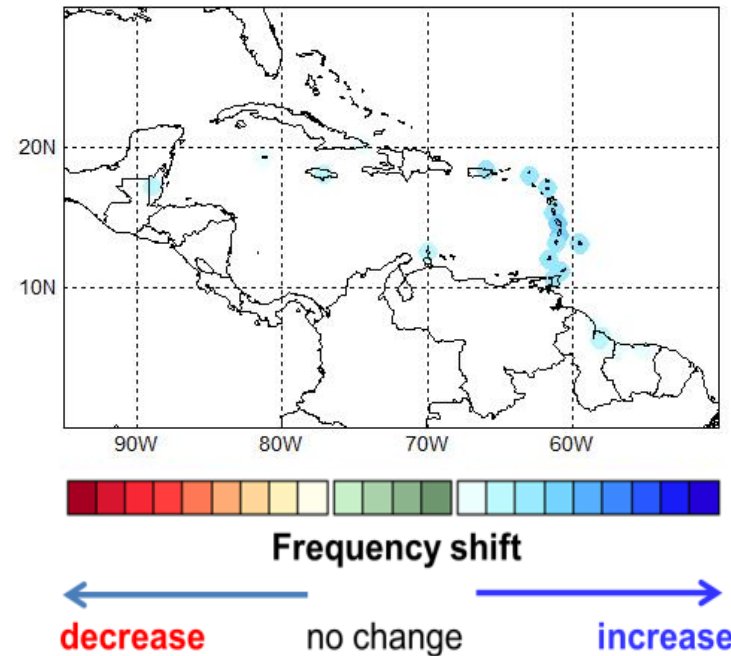 20N
10N
90W 80W 70W 60W
Frequency shift
decrease no change increase